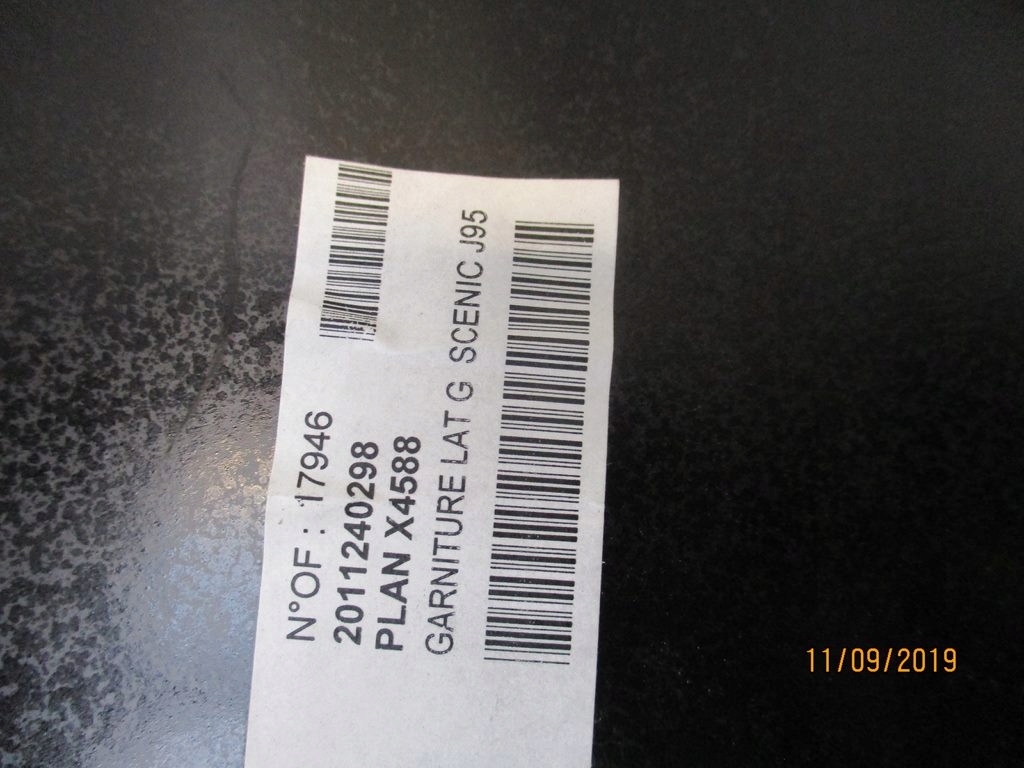 N°OF : 17946
2011240298
PLAN X4588
GARNITURE LAT G SCENIC J95
11/09/2019